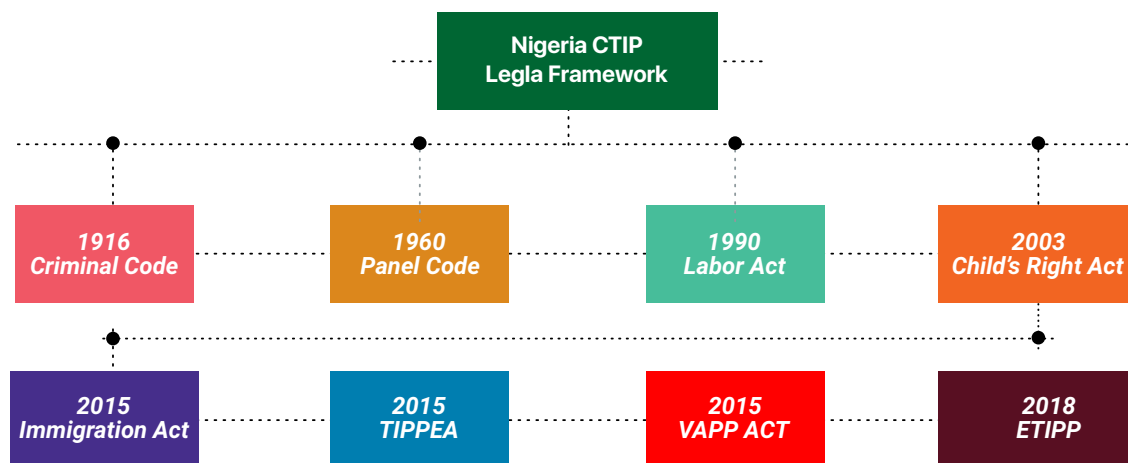 Nigeria CTIP
Legla Framework
1916
Criminal Code
1960
Panel Code
1990
Labor Act
2003
Child's Right Act
2015
Immigration Act
2015
TIPPEA
2015
VAPP ACT
2018
ETIPP